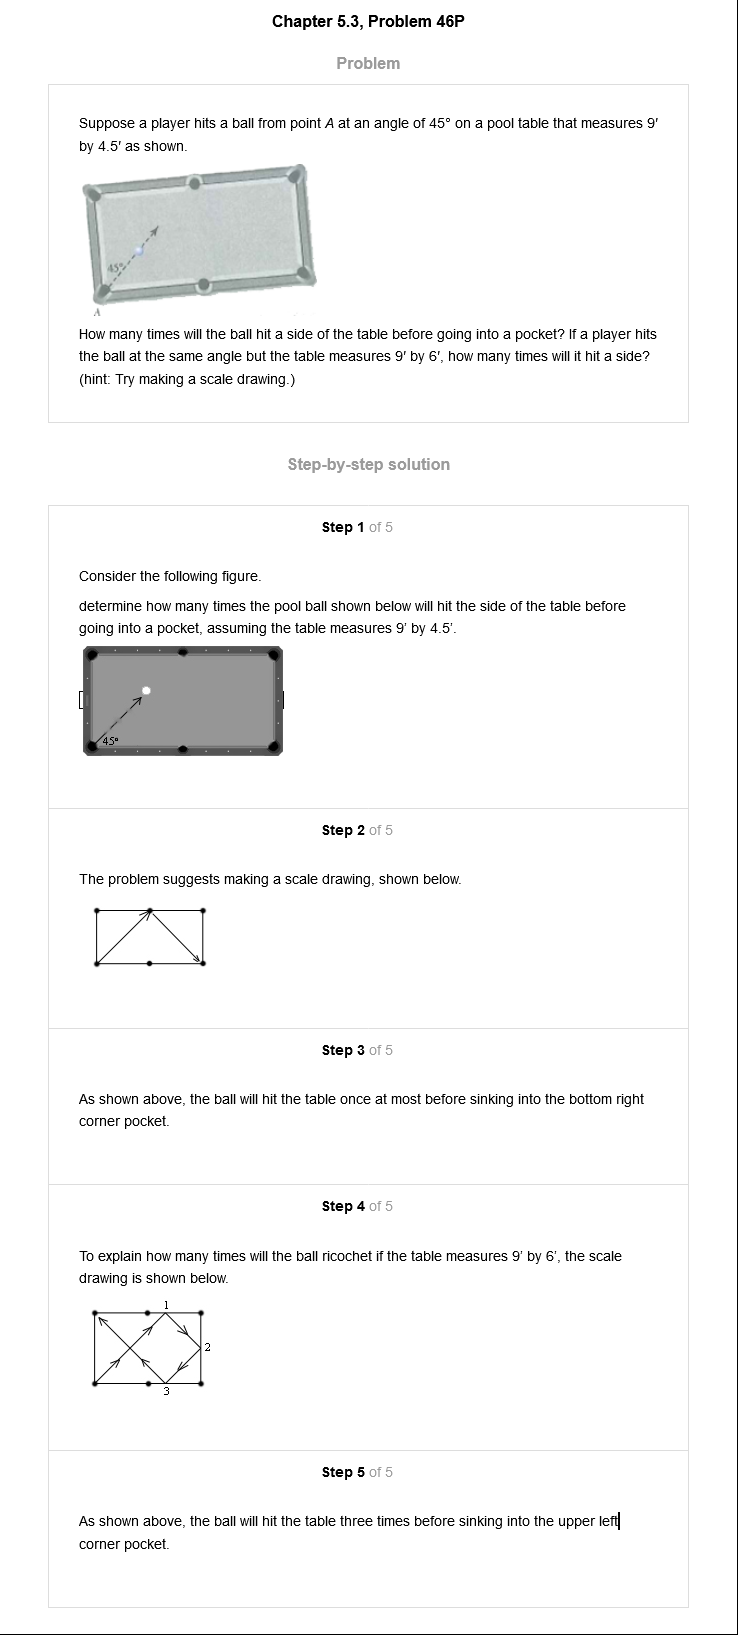 Chapter 5.3, Problem 46P
Problem
Suppose a player hits a ball from point A at an angle of 45° on a pool table that measures 9′
by 4.5′ as shown.
45°
A
How many times will the ball hit a side of the table before going into a pocket? If a player hits
the ball at the same angle but the table measures 9′ by 6′, how many times will it hit a side?
(hint: Try making a scale drawing.)
Step-by-step solution
Step 1 of 5
Consider the following figure.
determine how many times the pool ball shown below will hit the side of the table before
going into a pocket, assuming the table measures 9’ by 4.5’.
45°
Step 2 of 5
The problem suggests making a scale drawing, shown below.
Step 3 of 5
As shown above, the ball will hit the table once at most before sinking into the bottom right
corner pocket.
Step 4 of 5
To explain how many times will the ball ricochet if the table measures 9’ by 6’, the scale
drawing is shown below.
1
2
3
Step 5 of 5
As shown above, the ball will hit the table three times before sinking into the upper left
corner pocket.